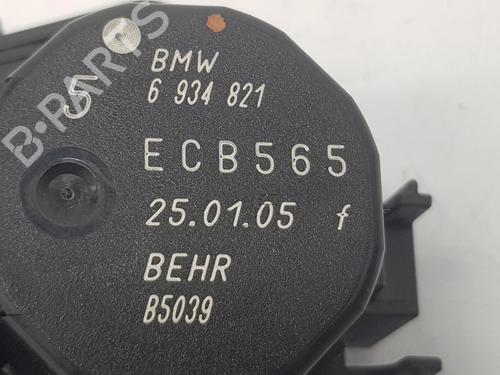 BMW
5
6 934 821
ECB565
25.01.05 f
BEHR
B5039
B-PARTS